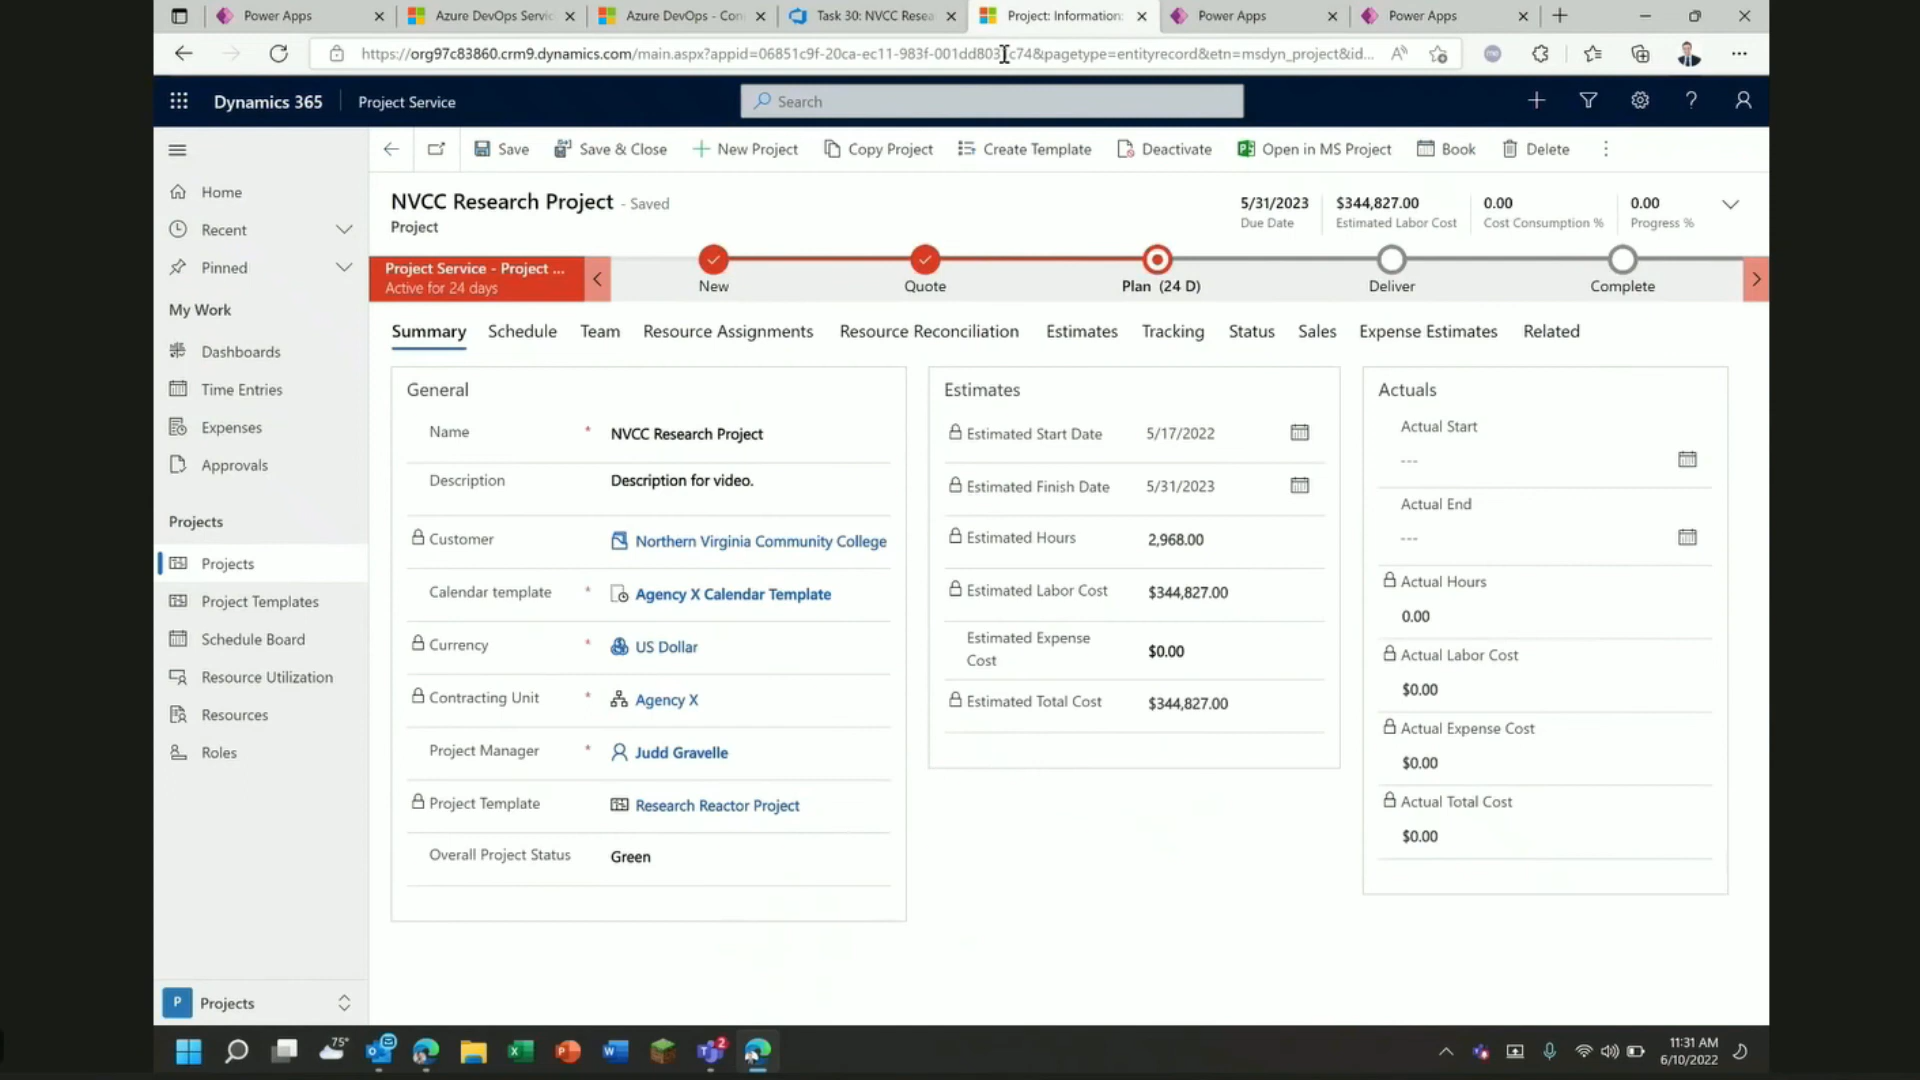 Power Apps
Azure DevOps Servic
Azure DevOps - Con
Task 30: NVCC Resea
Project: Information:
Power Apps
Power Apps
https://org97c83860.crm9.dynamics.com/main.aspx?appid=06851c9f-20ca-ec11-983f-001dd803 c74&pagetype=entityrecord&etn=msdyn_project&id...
Dynamics 365
Project Service
Search
Save
Save & Close
New Project
Copy Project
Create Template
Deactivate
Open in MS Project
Book
Delete
Home
Recent
Pinned
My Work
Dashboards
Time Entries
Expenses
Approvals
Projects
Projects
Project Templates
Schedule Board
Resource Utilization
Resources
Roles
P Projects
NVCC Research Project - Saved
Project
5/31/2023
Due Date
$344,827.00
Estimated Labor Cost
0.00
Cost Consumption %
0.00
Progress %
Project Service - Project ...
Active for 24 days
New
Quote
Plan (24 D)
Deliver
Complete
Summary
Schedule
Team
Resource Assignments
Resource Reconciliation
Estimates
Tracking
Status
Sales
Expense Estimates
Related
General
Name * NVCC Research Project
Description Description for video.
Customer Northern Virginia Community College
Calendar template * Agency X Calendar Template
Currency * US Dollar
Contracting Unit * Agency X
Project Manager * Judd Gravelle
Project Template Research Reactor Project
Overall Project Status Green
Estimates
Estimated Start Date 5/17/2022
Estimated Finish Date 5/31/2023
Estimated Hours 2,968.00
Estimated Labor Cost $344,827.00
Estimated Expense
Cost
$0.00
Estimated Total Cost $344,827.00
Actuals
Actual Start
---
Actual End
---
Actual Hours
0.00
Actual Labor Cost
$0.00
Actual Expense Cost
$0.00
Actual Total Cost
$0.00
75°
2
11:31 AM
6/10/2022